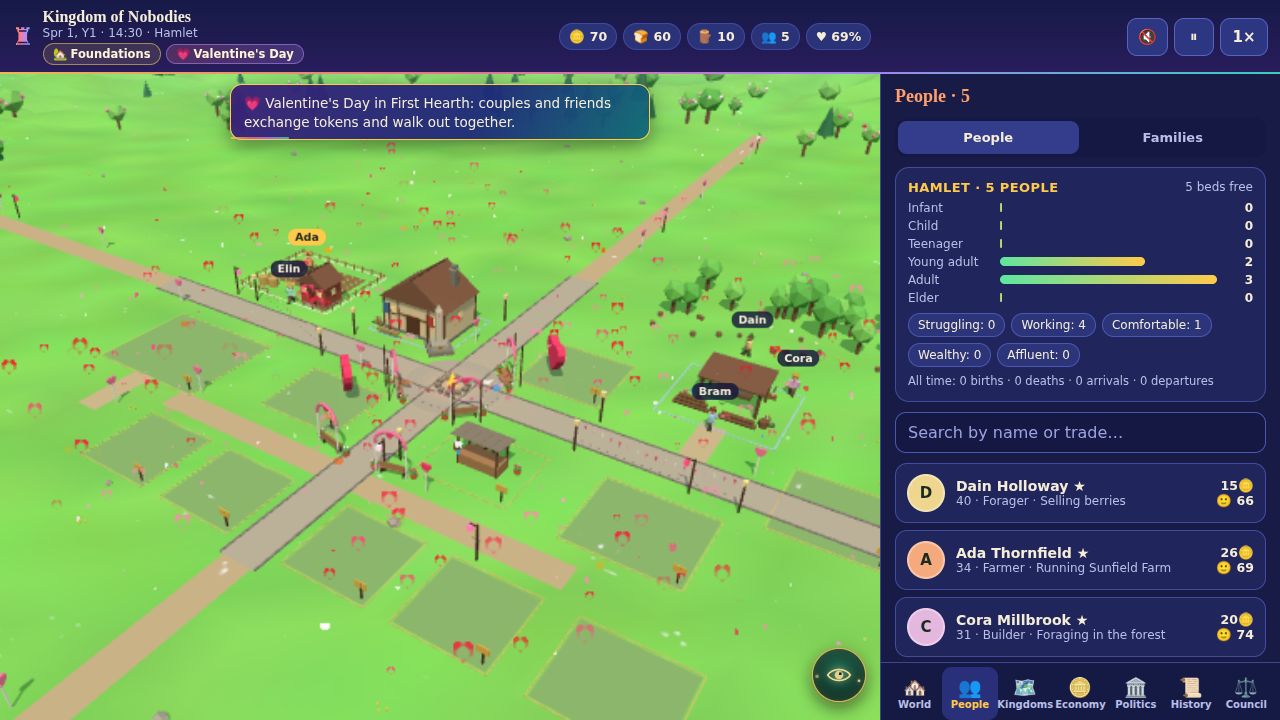 Kingdom of Nobodies
Spr 1, Y1 · 14:30 · Hamlet
Foundations
Valentine's Day
70
60
10
5
69%
1×
Valentine's Day in First Hearth: couples and friends
exchange tokens and walk out together.
Ada
Elin
Dain
Cora
Bram
People · 5
People
Families
HAMLET · 5 PEOPLE
5 beds free
Infant 0
Child 0
Teenager 0
Young adult 2
Adult 3
Elder 0
Struggling: 0
Working: 4
Comfortable: 1
Wealthy: 0
Affluent: 0
All time: 0 births · 0 deaths · 0 arrivals · 0 departures
Search by name or trade...
D
Dain Holloway ★ 15
40 · Forager · Selling berries 66
A
Ada Thornfield ★ 26
34 · Farmer · Running Sunfield Farm 69
C
Cora Millbrook ★ 20
31 · Builder · Foraging in the forest 74
World
People
Kingdoms
Economy
Politics
History
Council